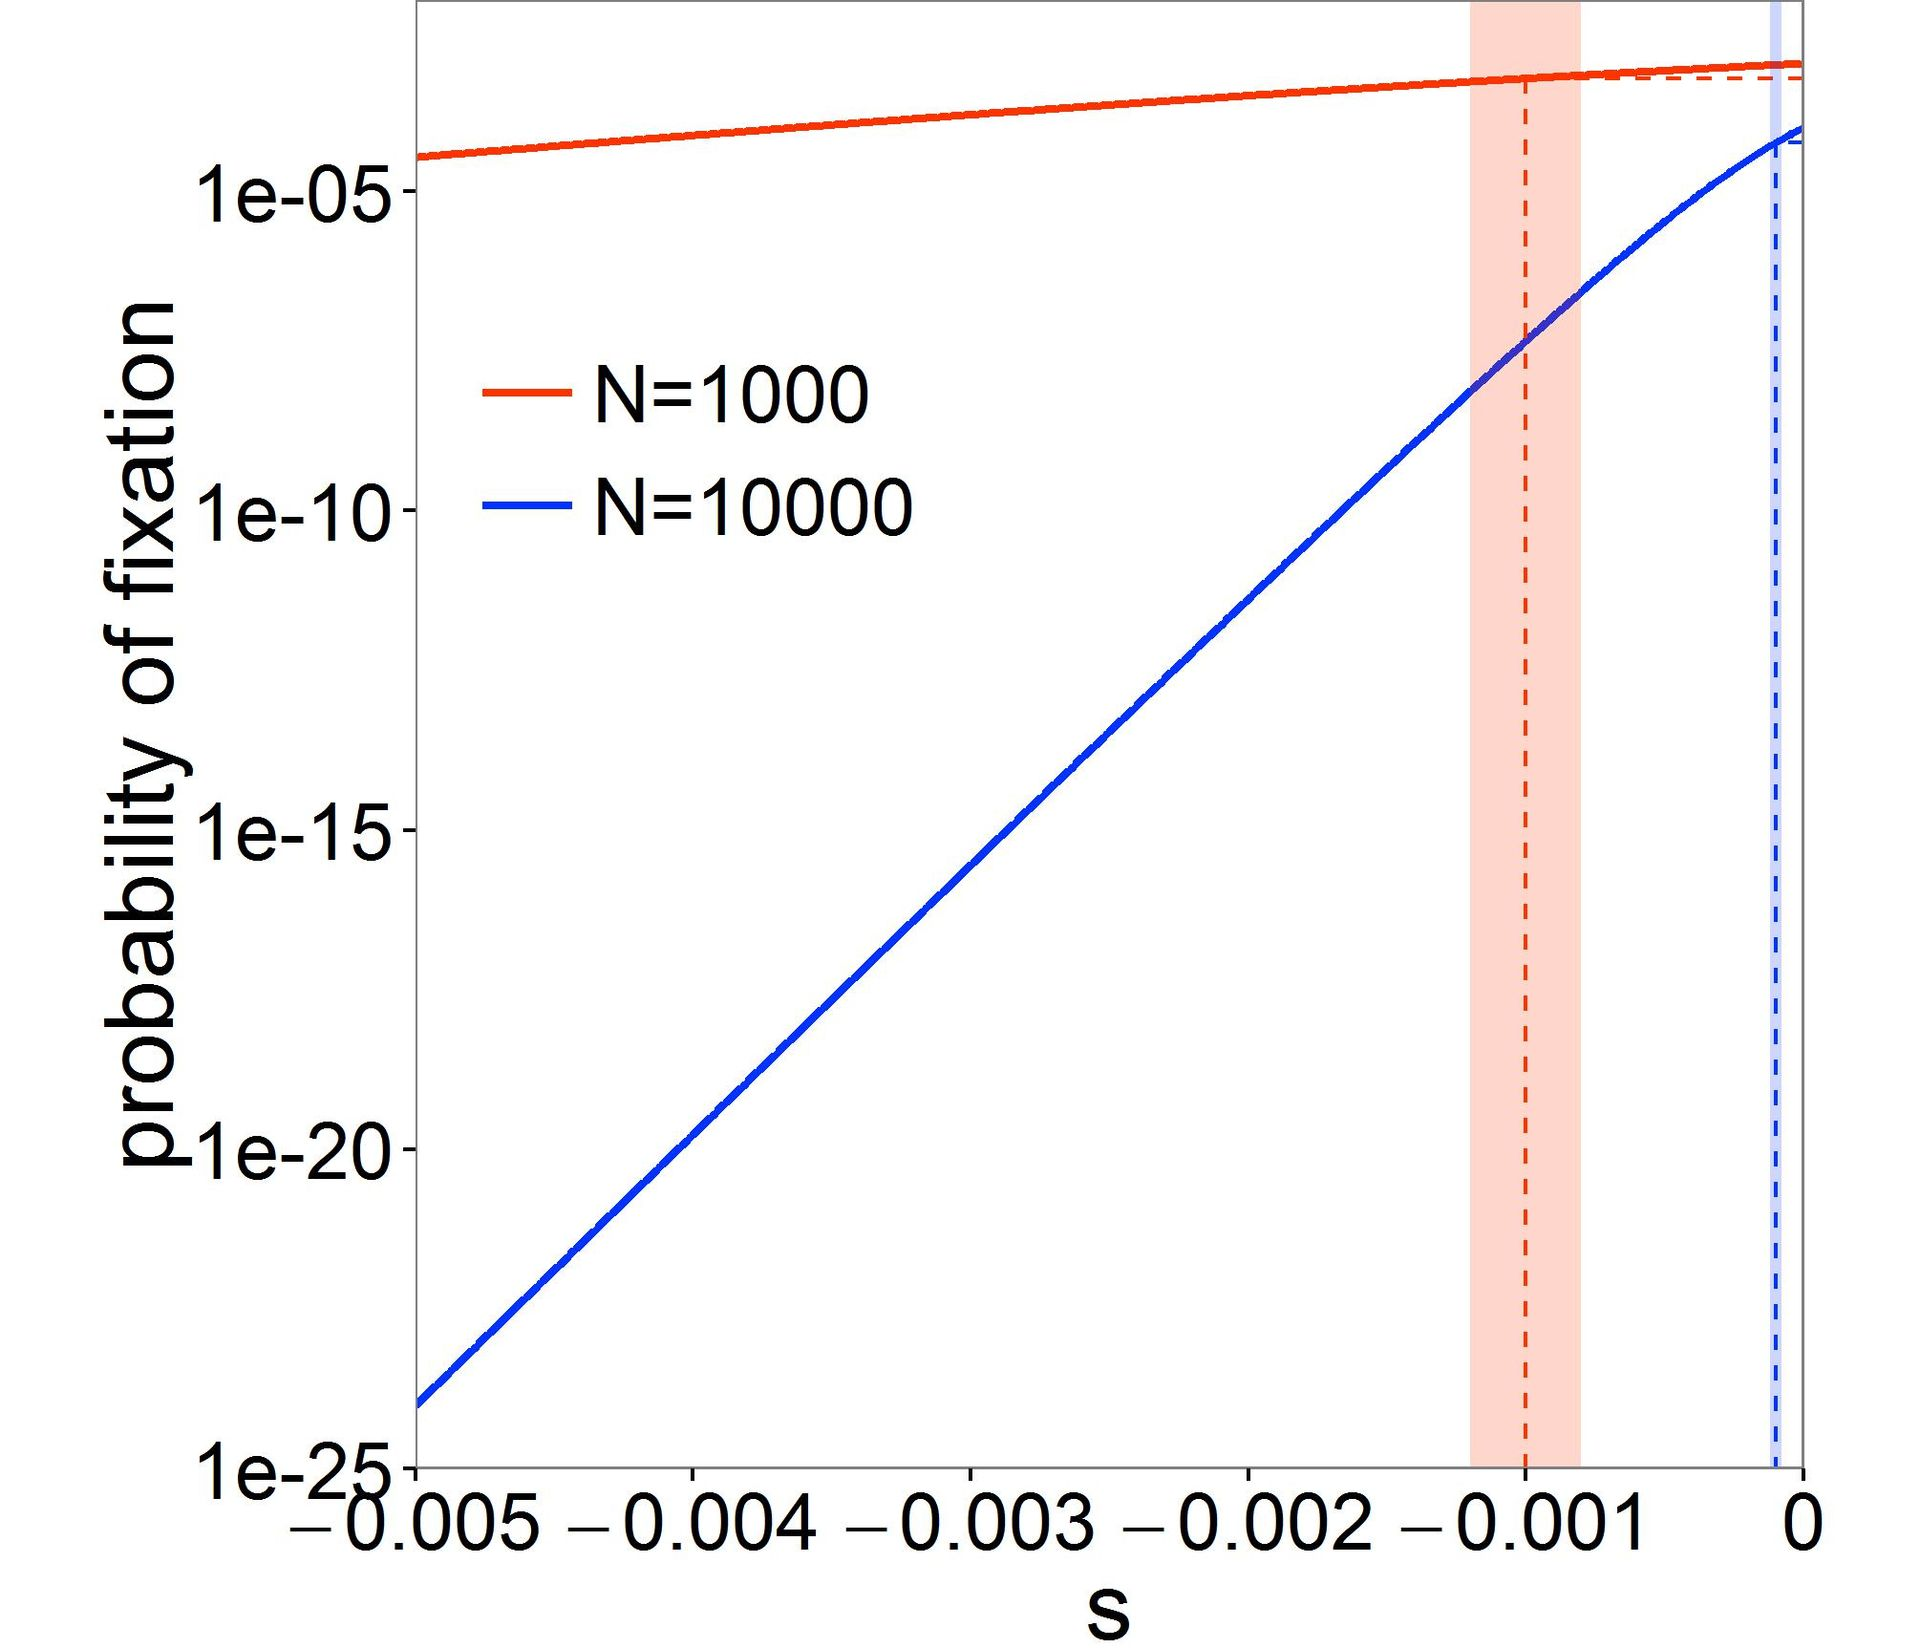 probability of fixation
1e-05
1e-10
1e-15
1e-20
1e-25
N=1000
N=10000
−0.005 −0.004 −0.003 −0.002 −0.001 0
s